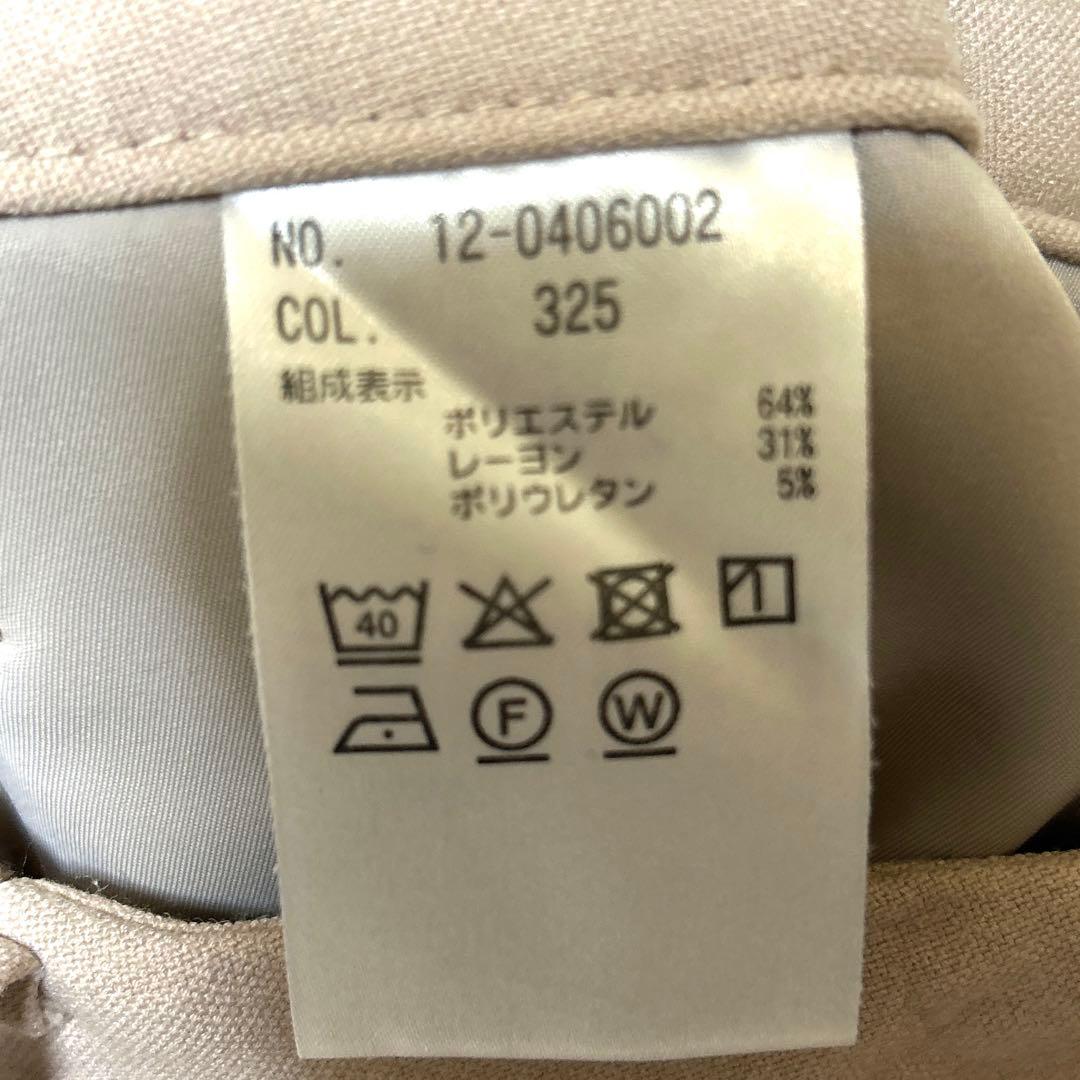 NO. 12-0406002
COL. 325
組成表示
ポリエステル 64%
レーヨン 31%
ポリウレタン 5%
40
F W